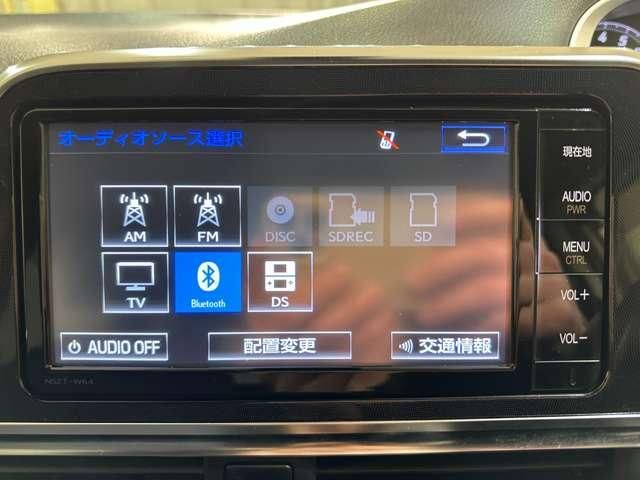 オーディオソース選択
AM
FM
DISC
SDREC
SD
TV
Bluetooth
DS
AUDIO OFF
配置変更
交通情報
NSZT-W64
現在地
AUDIO
PWR
MENU
CTRL
VOL+
VOL−